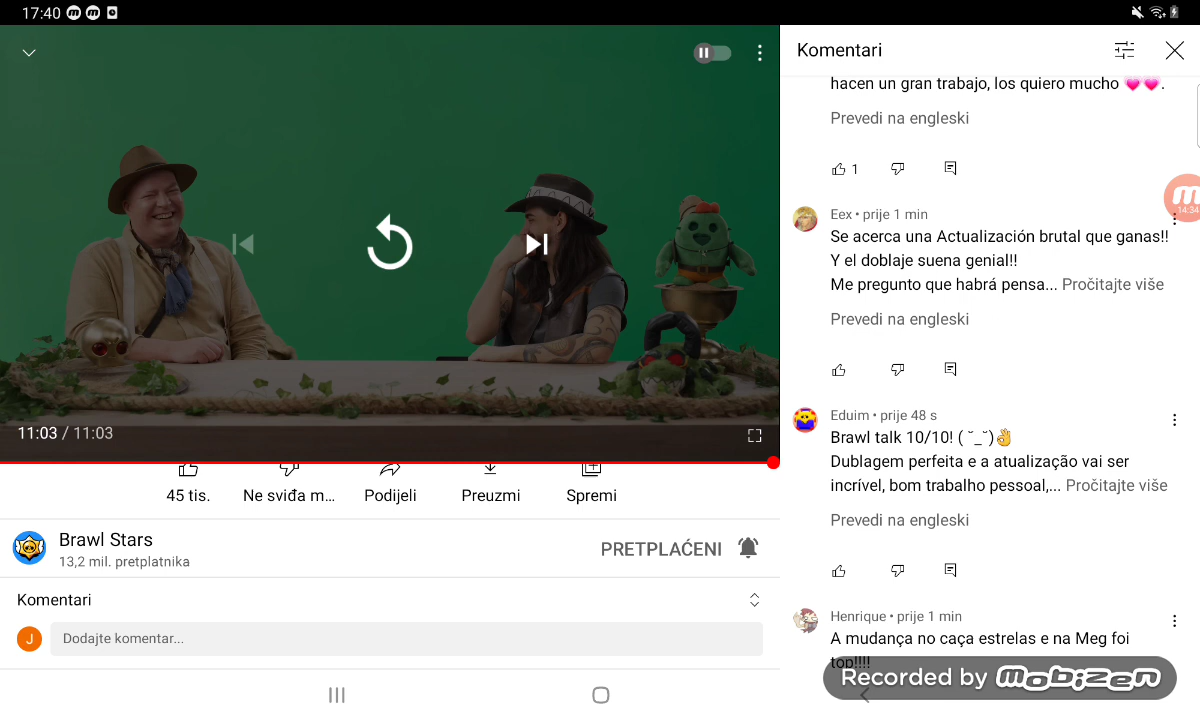 17:40
11:03 / 11:03
45 tis.
Ne sviđa m...
Podijeli
Preuzmi
Spremi
Brawl Stars
13,2 mil. pretplatnika
PRETPLAĆENI
Komentari
J
Dodajte komentar...
Komentari
hacen un gran trabajo, los quiero mucho 💗💗.
Prevedi na engleski
1
14:34
Eex • prije 1 min
Se acerca una Actualización brutal que ganas!!
Y el doblaje suena genial!!
Me pregunto que habrá pensa... Pročitajte više
Prevedi na engleski
Eduim • prije 48 s
Brawl talk 10/10! ( ˘_˘)👌
Dublagem perfeita e a atualização vai ser
incrível, bom trabalho pessoal,... Pročitajte više
Prevedi na engleski
Henrique • prije 1 min
A mudança no caça estrelas e na Meg foi
top!!!!
Recorded by mobizen